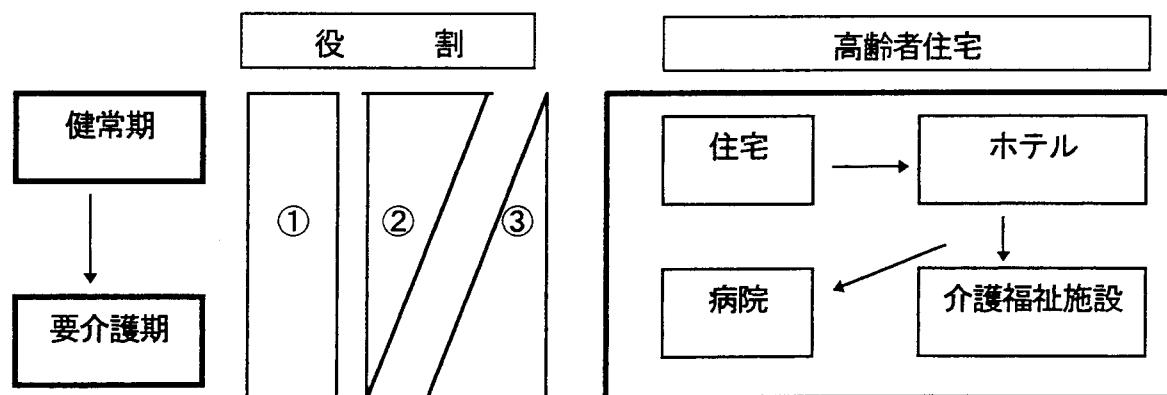 役 割
高齢者住宅
健常期
住宅
ホテル
①
②
③
要介護期
病院
介護福祉施設